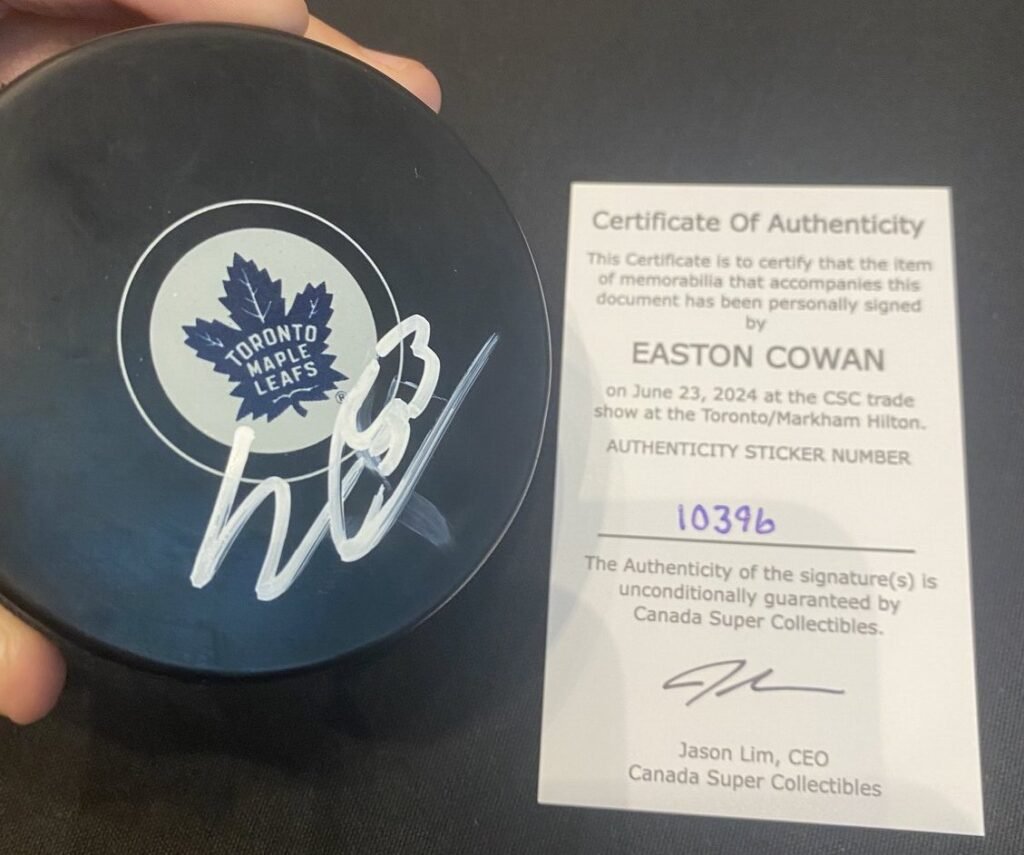 TORONTO
MAPLE
LEAFS
®
53
Certificate Of Authenticity
This Certificate is to certify that the item
of memorabilia that accompanies this
document has been personally signed
by
EASTON COWAN
on June 23, 2024 at the CSC trade
show at the Toronto/Markham Hilton.
AUTHENTICITY STICKER NUMBER
10396
The Authenticity of the signature(s) is
unconditionally guaranteed by
Canada Super Collectibles.
Jason Lim, CEO
Canada Super Collectibles